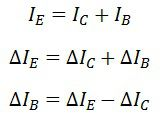 I_E = I_C + I_B
ΔI_E = ΔI_C + ΔI_B
ΔI_B = ΔI_E − ΔI_C